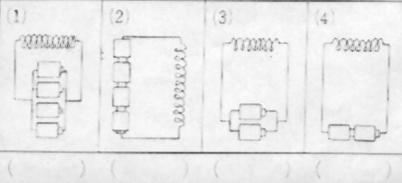 (1) (2) (3) (4)
( ) ( ) ( ) ( )